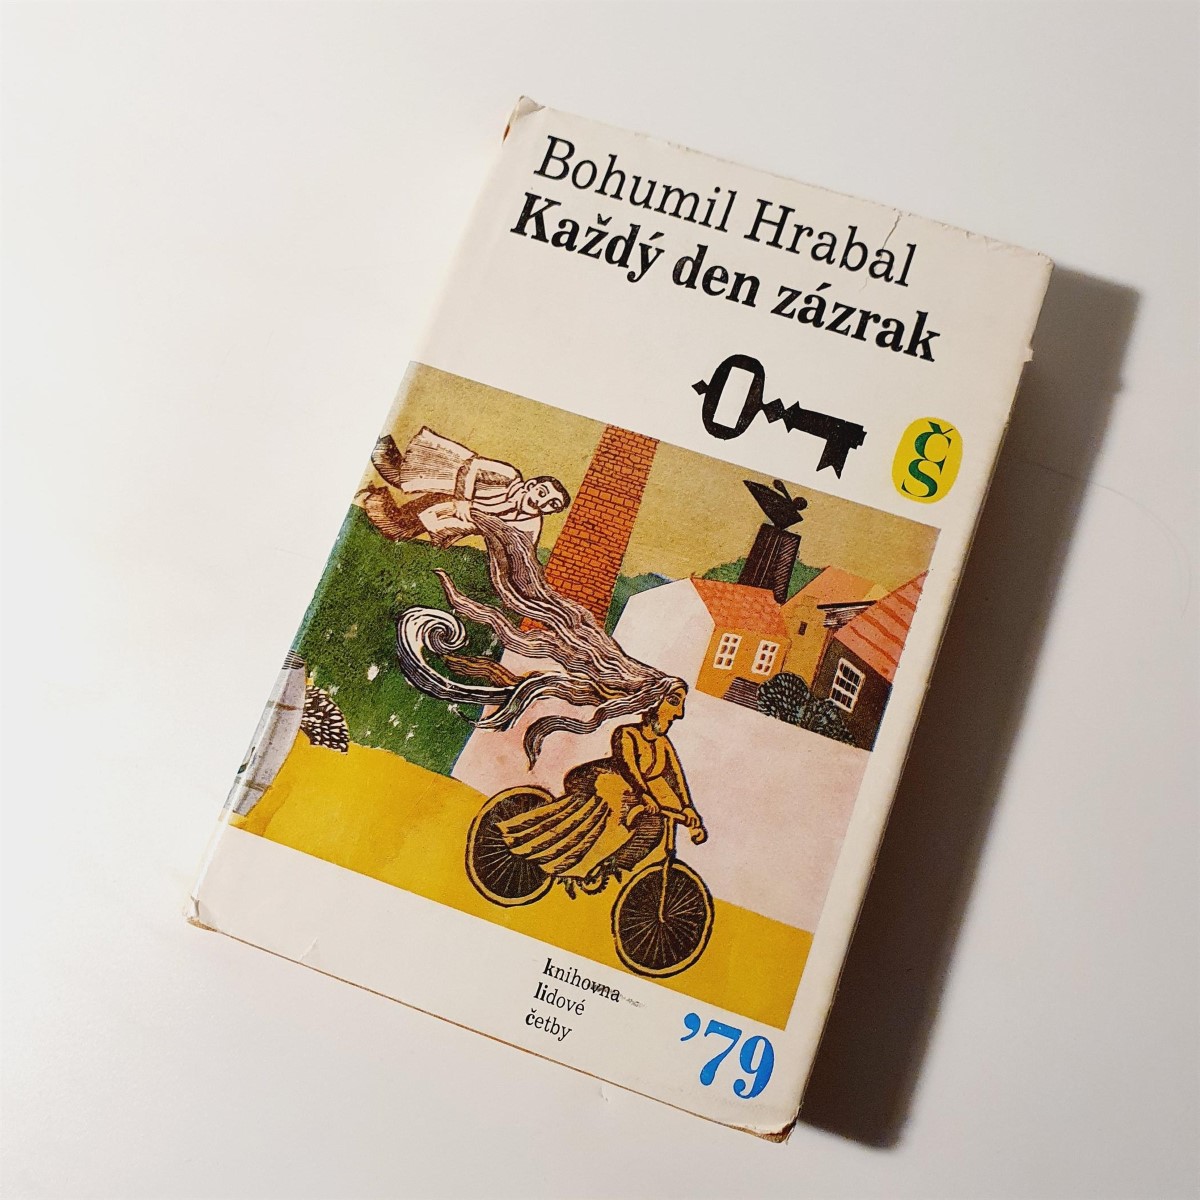 Bohumil Hrabal
Každý den zázrak
ČS
knihovna
lidové
četby
’79